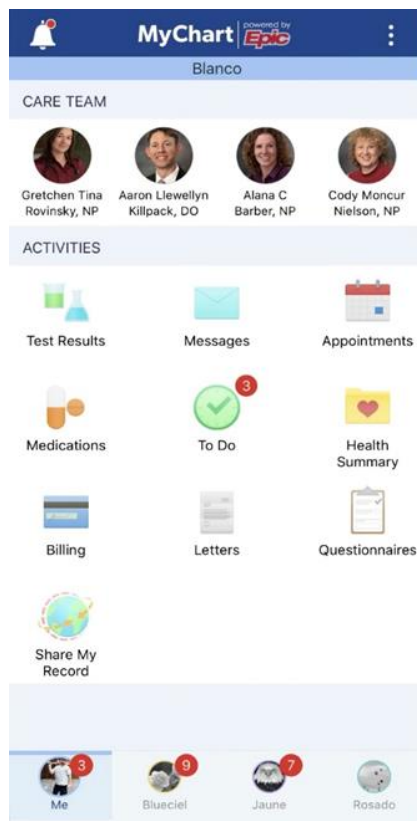 MyChart powered by Epic
Blanco
CARE TEAM
Gretchen Tina
Rovinsky, NP
Aaron Llewellyn
Killpack, DO
Alana C
Barber, NP
Cody Moncur
Nielson, NP
ACTIVITIES
Test Results
Messages
Appointments
Medications
3
To Do
Health
Summary
Billing
Letters
Questionnaires
Share My
Record
3
Me
9
Blueciel
7
Jaune
Rosado